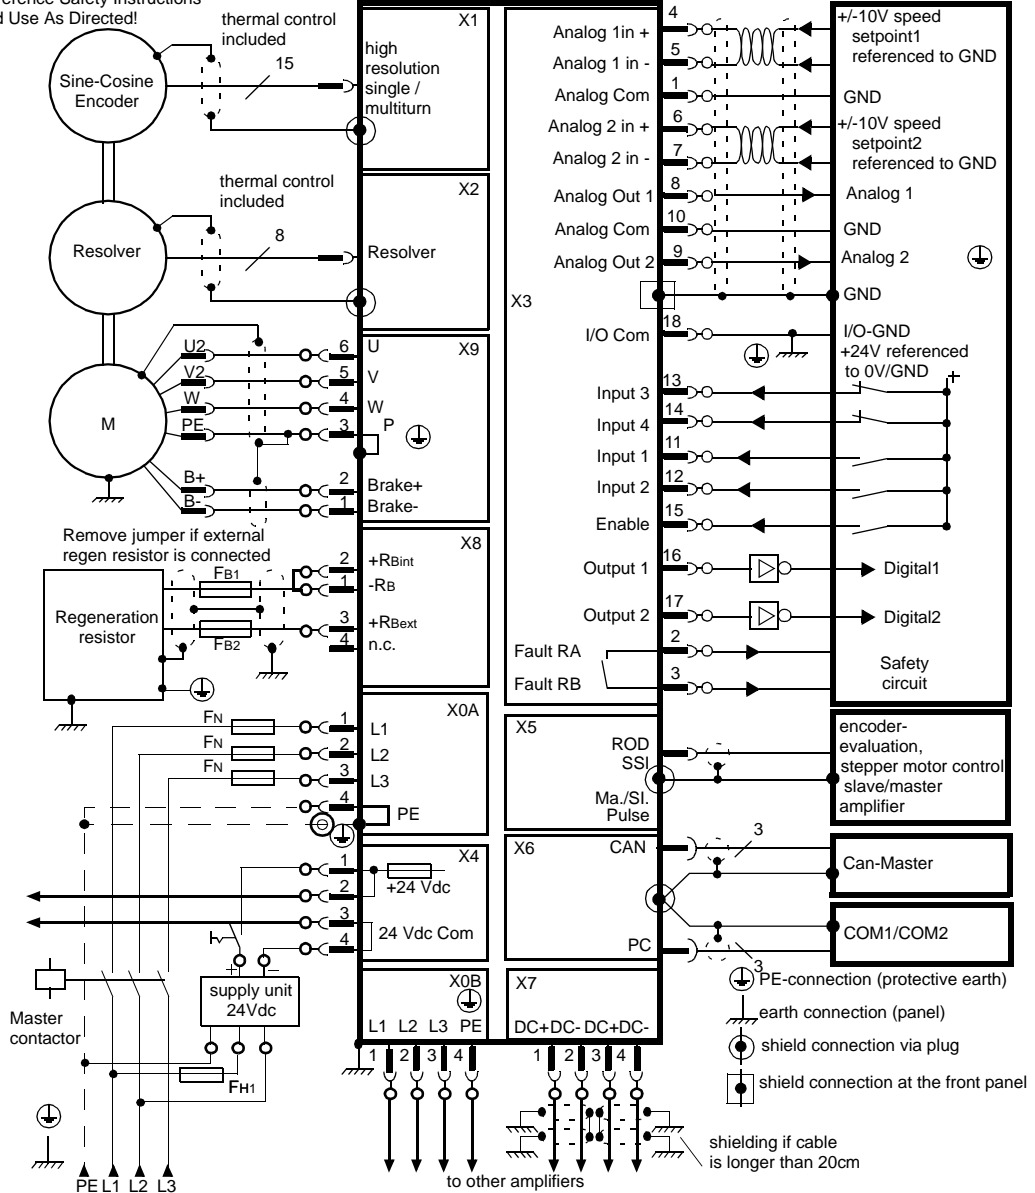 erence Safety Instructions
d Use As Directed!
thermal control
included
15
Sine-Cosine
Encoder
X1
high
resolution
single /
multiturn
thermal control
included
8
Resolver
X2
Resolver
X9
U2
V2
W
PE
B+
B-
M
6
5
4
3
2
1
U
V
W
P
Brake+
Brake-
Remove jumper if external
regen resistor is connected
FB1
FB2
Regeneration
resistor
X8
2
1
3
4
+RBint
-RB
+RBext
n.c.
FN
FN
FN
X0A
1
2
3
4
L1
L2
L3
PE
X4
1
2
3
4
+24 Vdc
24 Vdc Com
+
-
supply unit
24Vdc
Master
contactor
FH1
PE L1 L2 L3
X0B
L1 L2 L3 PE
1 2 3 4
X7
DC+DC- DC+DC-
1 2 3 4
to other amplifiers
shielding if cable
is longer than 20cm
X3
Analog 1in +
4
Analog 1 in -
5
Analog Com
1
Analog 2 in +
6
Analog 2 in -
7
Analog Out 1
8
Analog Com
10
Analog Out 2
9
I/O Com
18
Input 3
13
Input 4
14
Input 1
11
Input 2
12
Enable
15
Output 1
16
Output 2
17
Fault RA
2
Fault RB
3
+/-10V speed
setpoint1
referenced to GND
GND
+/-10V speed
setpoint2
referenced to GND
Analog 1
GND
Analog 2
GND
I/O-GND
+24V referenced
to 0V/GND
+
Digital1
Digital2
Safety
circuit
X5
ROD
SSI
Ma./Sl.
Pulse
encoder-
evaluation,
stepper motor control
slave/master
amplifier
X6
CAN
3
Can-Master
PC
3
COM1/COM2
PE-connection (protective earth)
earth connection (panel)
shield connection via plug
shield connection at the front panel